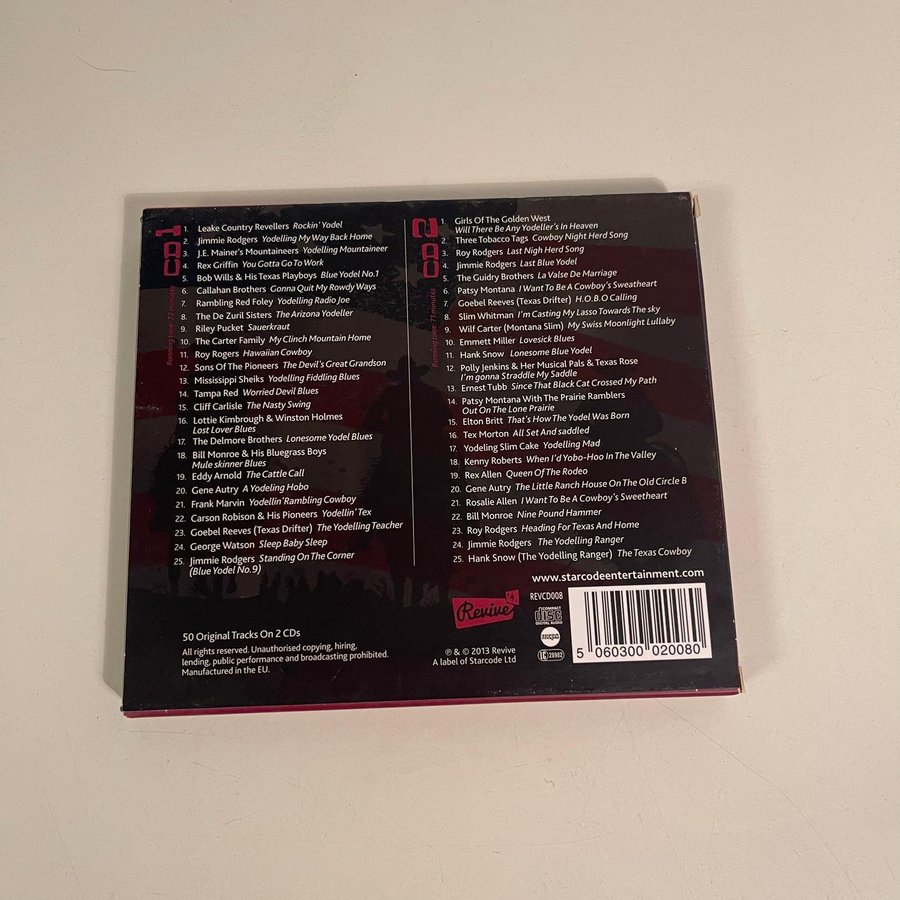 CD 1
Running time 72 minutes
1. Leake Country Revellers Rockin' Yodel
2. Jimmie Rodgers Yodelling My Way Back Home
3. J.E. Mainer's Mountaineers Yodelling Mountaineer
4. Rex Griffin You Gotta Go To Work
5. Bob Wills & His Texas Playboys Blue Yodel No.1
6. Callahan Brothers Gonna Quit My Rowdy Ways
7. Rambling Red Foley Yodelling Radio Joe
8. The De Zuril Sisters The Arizona Yodeller
9. Riley Pucket Sauerkraut
10. The Carter Family My Clinch Mountain Home
11. Roy Rogers Hawaiian Cowboy
12. Sons Of The Pioneers The Devil's Great Grandson
13. Mississippi Sheiks Yodelling Fiddling Blues
14. Tampa Red Worried Devil Blues
15. Cliff Carlisle The Nasty Swing
16. Lottie Kimbrough & Winston Holmes
Lost Lover Blues
17. The Delmore Brothers Lonesome Yodel Blues
18. Bill Monroe & His Bluegrass Boys
Mule skinner Blues
19. Eddy Arnold The Cattle Call
20. Gene Autry A Yodeling Hobo
21. Frank Marvin Yodellin' Rambling Cowboy
22. Carson Robison & His Pioneers Yodellin' Tex
23. Goebel Reeves (Texas Drifter) The Yodelling Teacher
24. George Watson Sleep Baby Sleep
25. Jimmie Rodgers Standing On The Corner
(Blue Yodel No.9)
CD 2
Running time 71 minutes
1. Girls Of The Golden West
Will There Be Any Yodeller's In Heaven
2. Three Tobacco Tags Cowboy Night Herd Song
3. Roy Rodgers Last Nigh Herd Song
4. Jimmie Rodgers Last Blue Yodel
5. The Guidry Brothers La Valse De Marriage
6. Patsy Montana I Want To Be A Cowboy's Sweetheart
7. Goebel Reeves (Texas Drifter) H.O.B.O Calling
8. Slim Whitman I'm Casting My Lasso Towards The sky
9. Wilf Carter (Montana Slim) My Swiss Moonlight Lullaby
10. Emmett Miller Lovesick Blues
11. Hank Snow Lonesome Blue Yodel
12. Polly Jenkins & Her Musical Pals & Texas Rose
I'm gonna Straddle My Saddle
13. Ernest Tubb Since That Black Cat Crossed My Path
14. Patsy Montana With The Prairie Ramblers
Out On The Lone Prairie
15. Elton Britt That's How The Yodel Was Born
16. Tex Morton All Set And saddled
17. Yodeling Slim Cake Yodelling Mad
18. Kenny Roberts When I'd Yobo-Hoo In The Valley
19. Rex Allen Queen Of The Rodeo
20. Gene Autry The Little Ranch House On The Old Circle B
21. Rosalie Allen I Want To Be A Cowboy's Sweetheart
22. Bill Monroe Nine Pound Hammer
23. Roy Rodgers Heading For Texas And Home
24. Jimmie Rodgers The Yodelling Ranger
25. Hank Snow (The Yodelling Ranger) The Texas Cowboy
www.starcodeentertainment.com
50 Original Tracks On 2 CDs
All rights reserved. Unauthorised copying, hiring,
lending, public performance and broadcasting prohibited.
Manufactured in the EU.
Revive
℗ & © 2013 Revive
A label of Starcode Ltd
REVCD008
COMPACT
disc
DIGITAL AUDIO
mcps
LC 28982
5 060300 020080